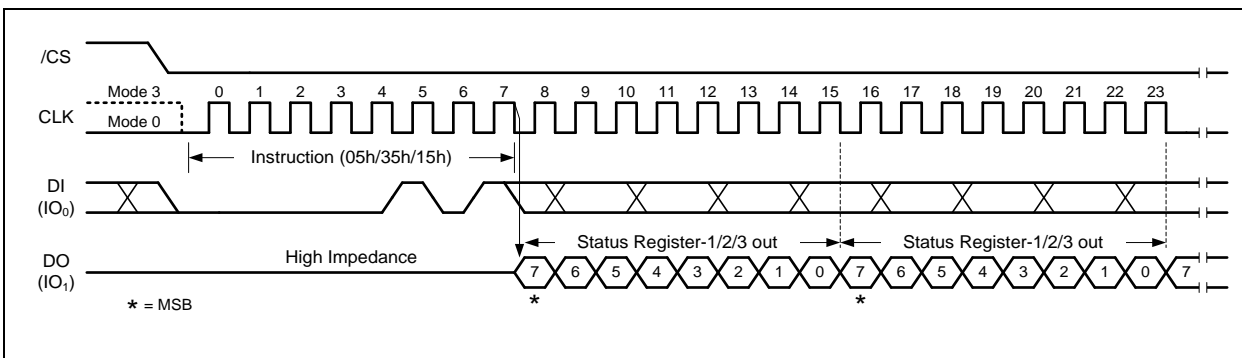 /CS
Mode 3 0 1 2 3 4 5 6 7 8 9 10 11 12 13 14 15 16 17 18 19 20 21 22 23
CLK
Mode 0
Instruction (05h/35h/15h)
DI
(IO₀)
Status Register-1/2/3 out Status Register-1/2/3 out
DO
(IO₁)
High Impedance
7 6 5 4 3 2 1 0 7 6 5 4 3 2 1 0 7
* *
* = MSB